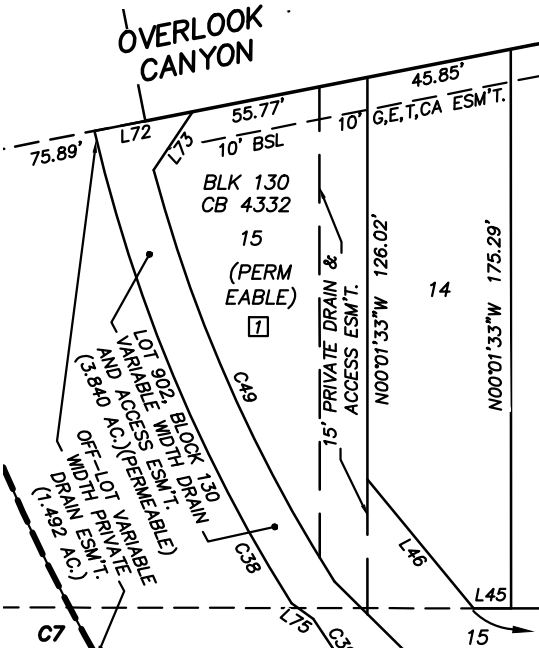 OVERLOOK
CANYON
75.89'
L72
L73
55.77'
10' BSL
45.85'
10' G,E,T,CA ESM'T.
BLK 130
CB 4332
15
(PERM
EABLE)
1
15' PRIVATE DRAIN &
ACCESS ESM'T.
N00°01'33"W 126.02'
14
N00°01'33"W 175.29'
C49
LOT 902, BLOCK 130
VARIABLE WIDTH DRAIN
AND ACCESS ESM'T.
(3.840 AC.)(PERMEABLE)
OFF-LOT VARIABLE
WIDTH PRIVATE
DRAIN ESM'T.
(1.492 AC.)
C38
L46
L45
L75
C7
15